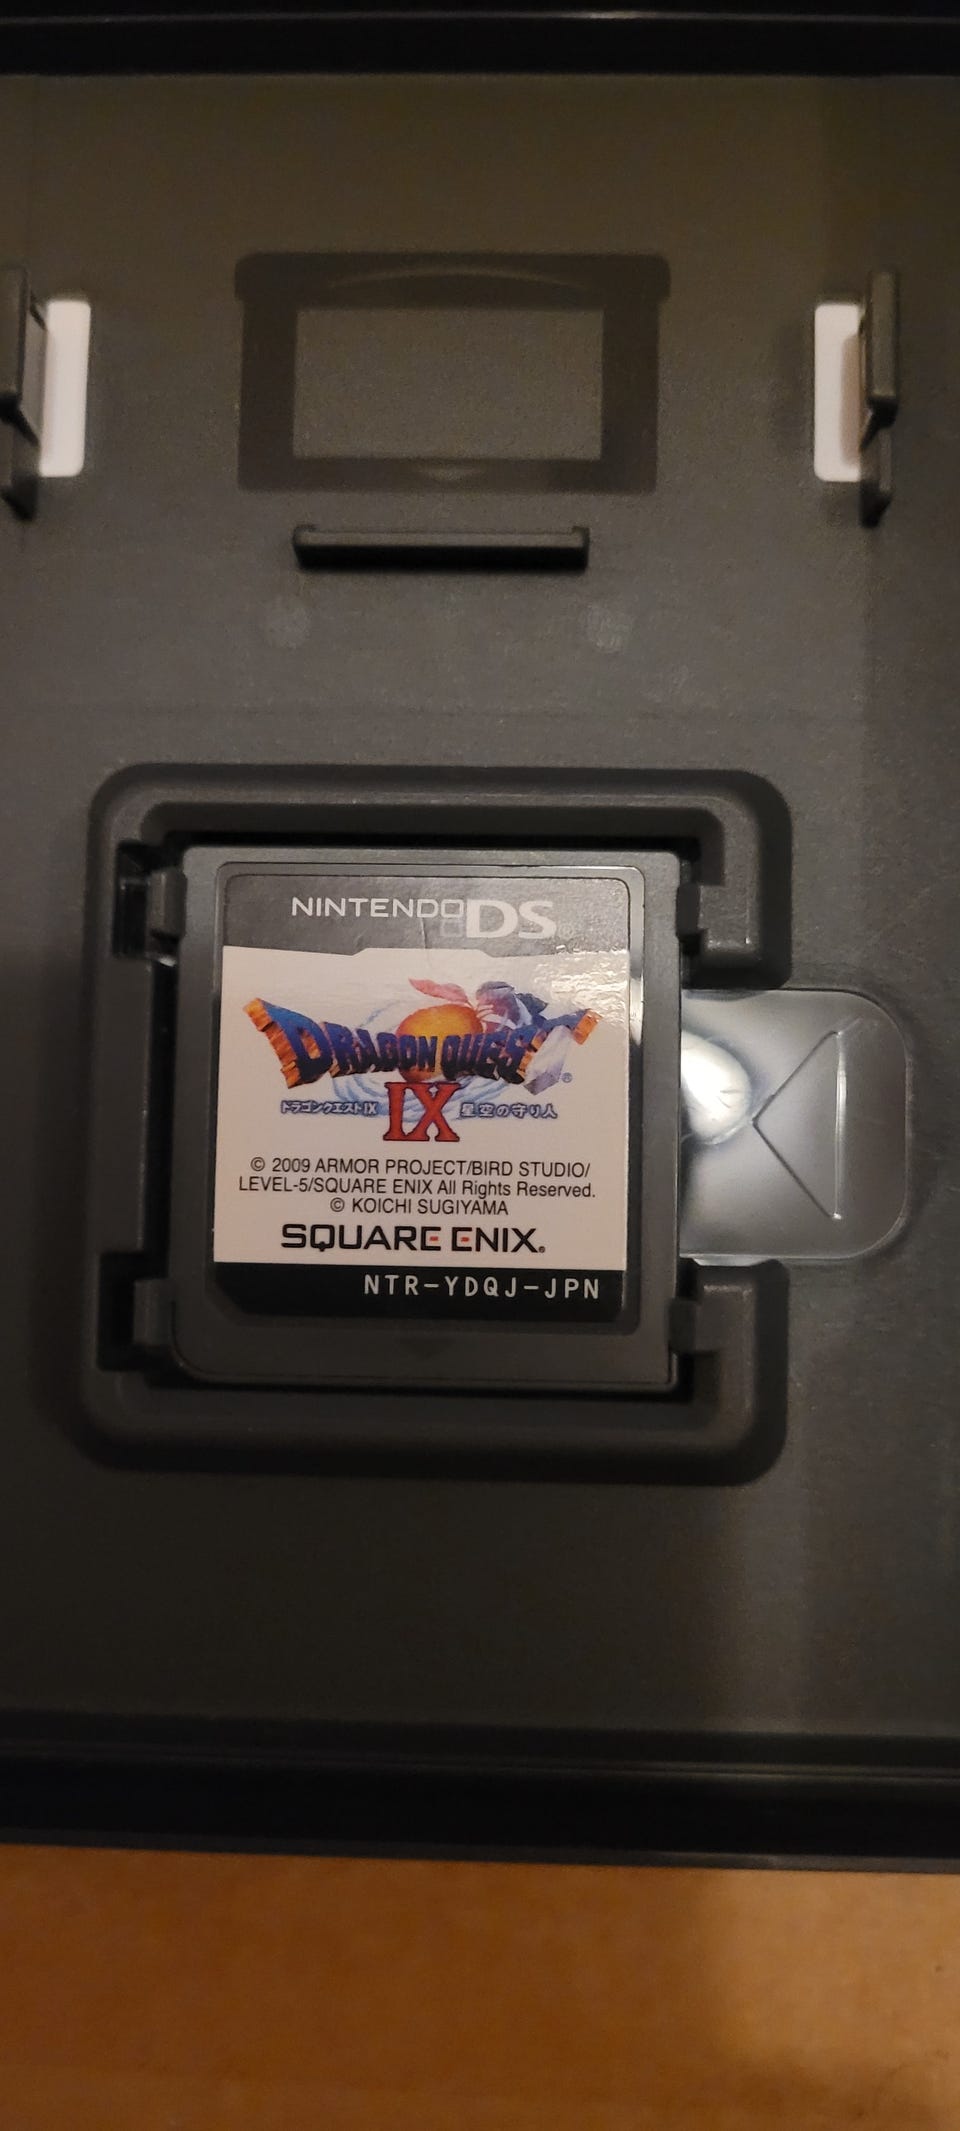 NINTENDO DS®
DRAGON QUEST®
IX
ドラゴンクエストIX 星空の守り人
© 2009 ARMOR PROJECT/BIRD STUDIO/
LEVEL-5/SQUARE ENIX All Rights Reserved.
© KOICHI SUGIYAMA
SQUARE ENIX®
NTR-YDQJ-JPN